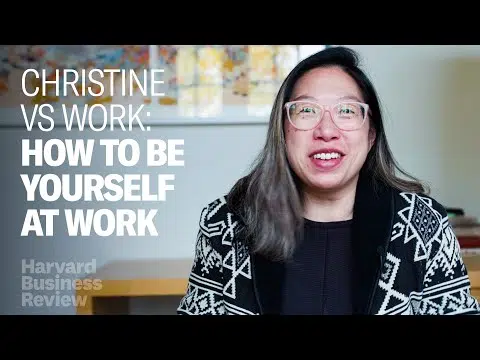 CHRISTINE
VS WORK:
HOW TO BE
YOURSELF
AT WORK
Harvard
Business
Review